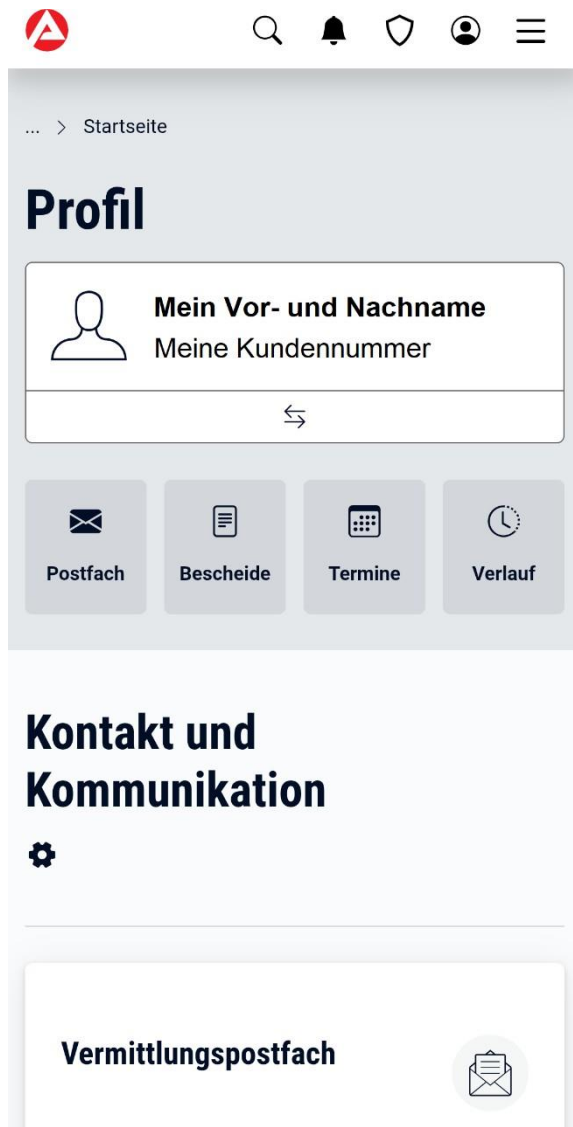 ... > Startseite
Profil
Mein Vor- und Nachname
Meine Kundennummer
Postfach Bescheide Termine Verlauf
Kontakt und
Kommunikation
Vermittlungspostfach